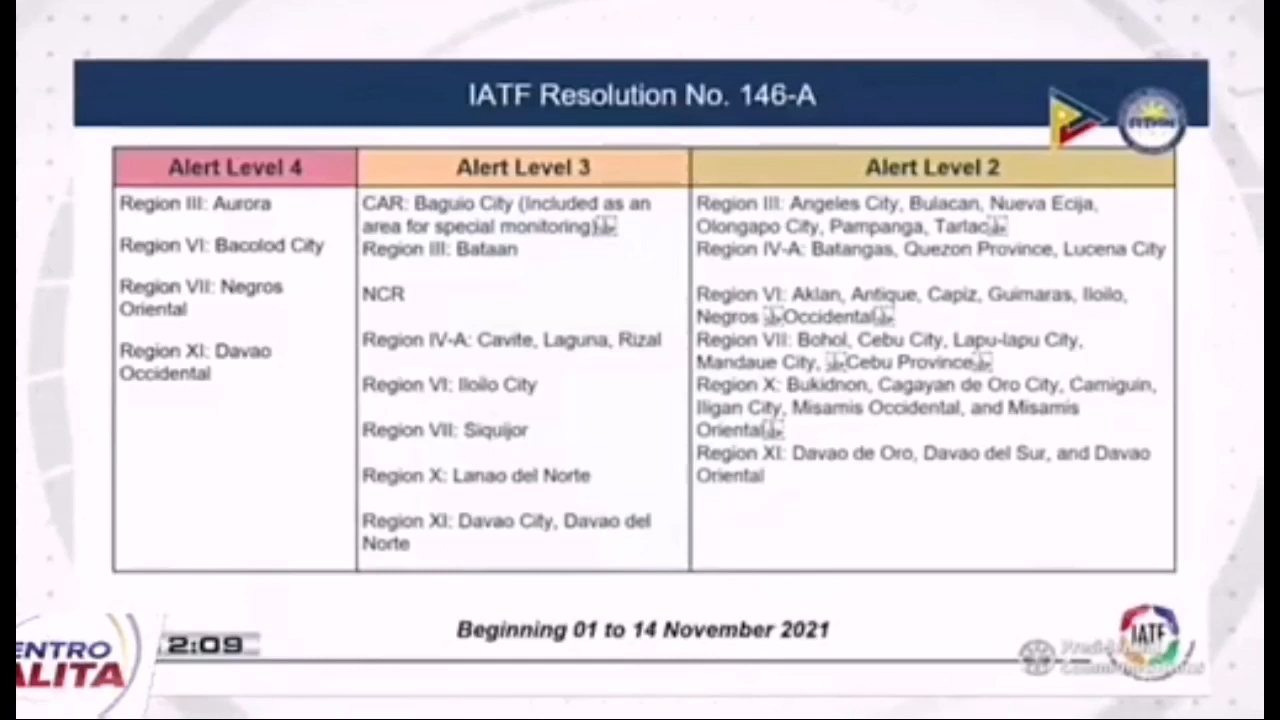 IATF Resolution No. 146-A
Alert Level 4
Region III: Aurora
Region VI: Bacolod City
Region VII: Negros
Oriental
Region XI: Davao
Occidental
Alert Level 3
CAR: Baguio City (Included as an
area for special monitoring)
Region III: Bataan
NCR
Region IV-A: Cavite, Laguna, Rizal
Region VI: Iloilo City
Region VII: Siquijor
Region X: Lanao del Norte
Region XI: Davao City, Davao del
Norte
Alert Level 2
Region III: Angeles City, Bulacan, Nueva Ecija,
Olongapo City, Pampanga, Tarlac
Region IV-A: Batangas, Quezon Province, Lucena City
Region VI: Aklan, Antique, Capiz, Guimaras, Iloilo,
Negros Occidental
Region VII: Bohol, Cebu City, Lapu-lapu City,
Mandaue City, Cebu Province
Region X: Bukidnon, Cagayan de Oro City, Camiguin,
Iligan City, Misamis Occidental, and Misamis
Oriental
Region XI: Davao de Oro, Davao del Sur, and Davao
Oriental
Beginning 01 to 14 November 2021
ENTRO
ALITA
2:09
IATF
Presidential
Communications